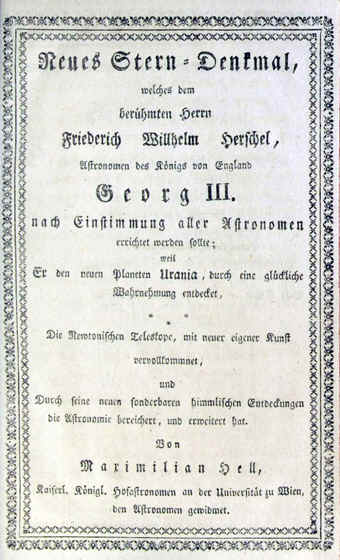 Neues Stern-Denkmal,
welches dem
berühmten Herrn
Friederich Willhelm Herschel,
Astronomen des Königs von England
Georg III.
nach Einstimmung aller Astronomen
errichtet werden sollte;
weil
Er den neuen Planeten Urania, durch eine glückliche
Wahrnehmung entdecket,
* * *
Die Newtonischen Teleskope, mit neuer eigener Kunst
vervollkommnet,
und
Durch seine neuen sonderbaren himmlischen Entdeckungen
die Astronomie bereichert, und erweitert hat.
Von
Maximilian Hell,
Kaiserl. Königl. Hofastronomen an der Universität zu Wien,
den Astronomen gewidmet.